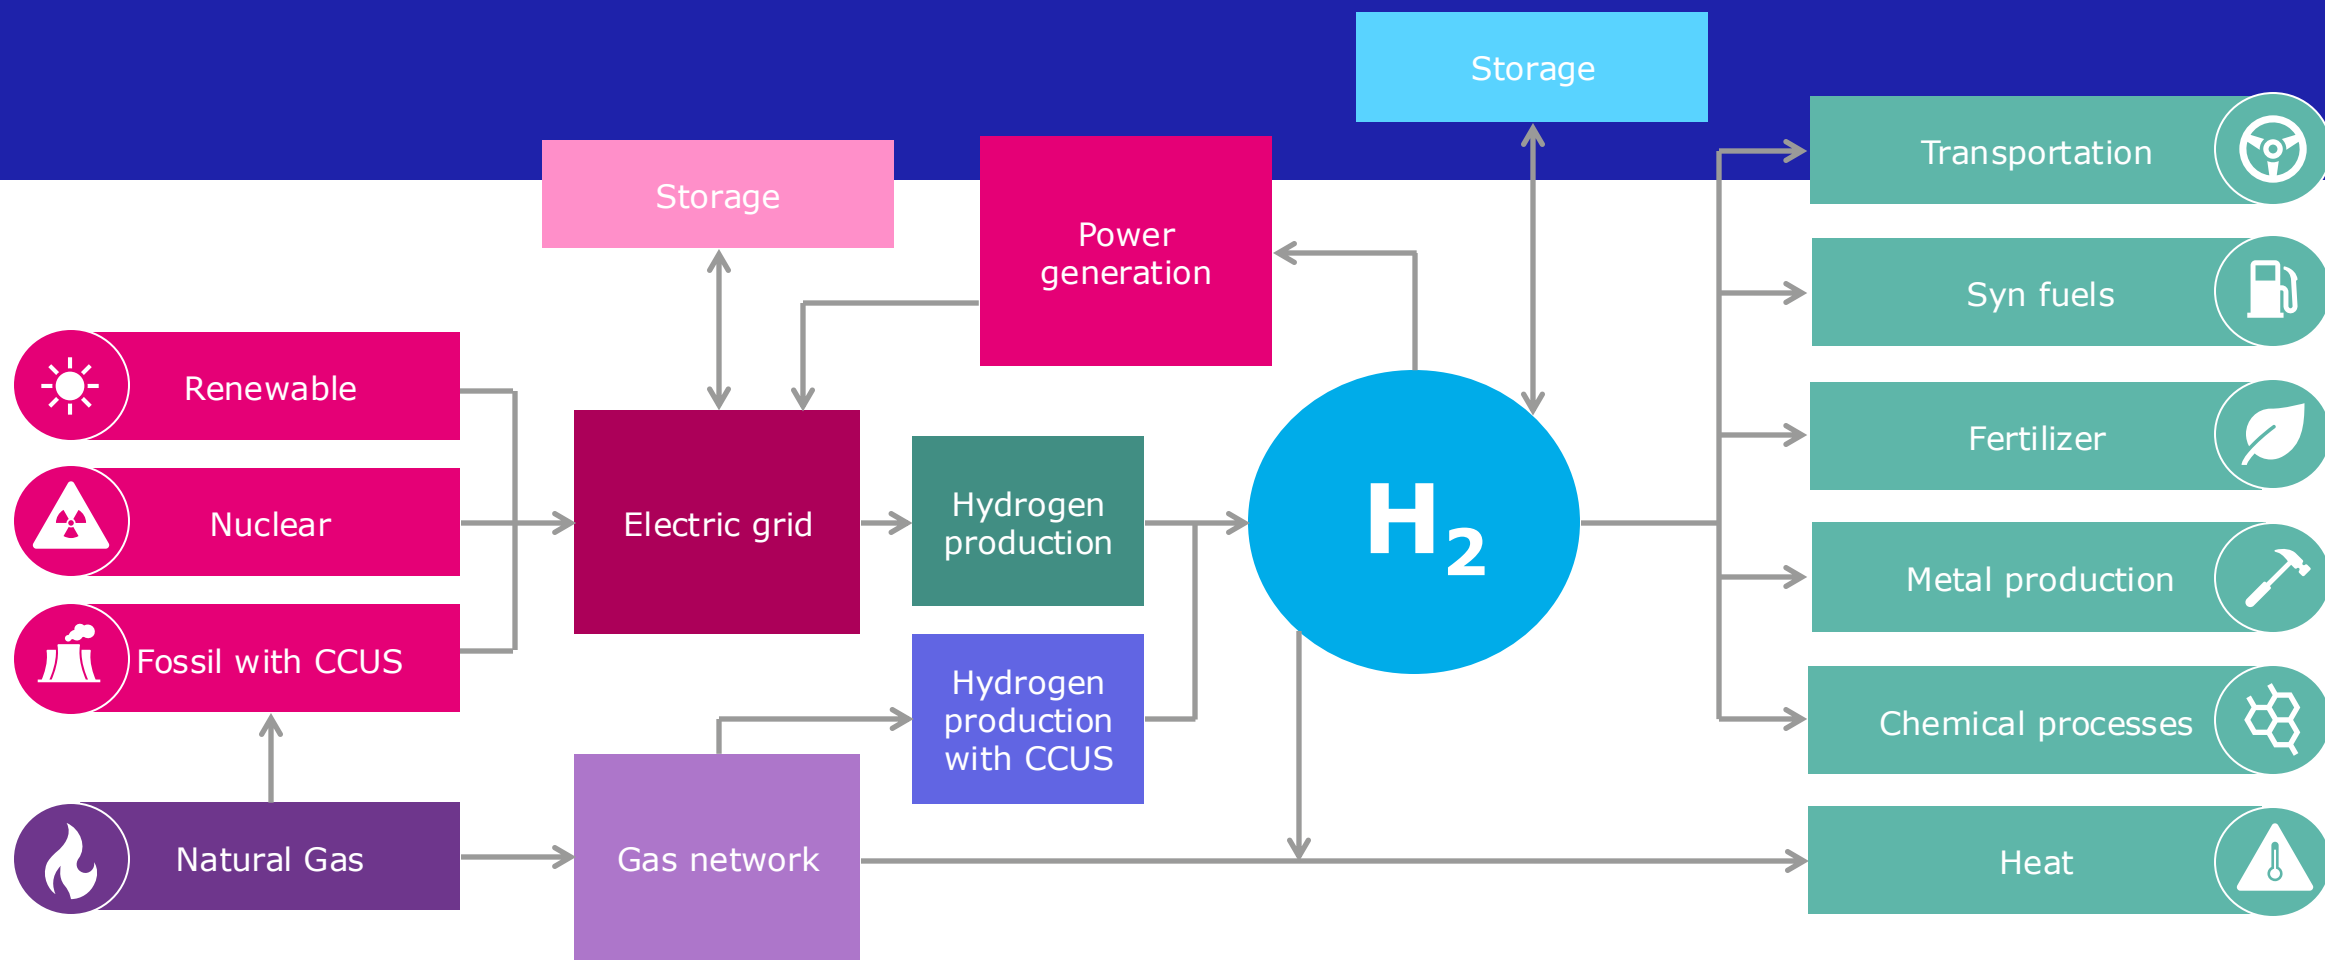 Storage
Storage
Power
generation
Transportation
Syn fuels
Renewable
Nuclear
Fossil with CCUS
Natural Gas
Electric grid
Gas network
Hydrogen
production
Hydrogen
production
with CCUS
H₂
Fertilizer
Metal production
Chemical processes
Heat